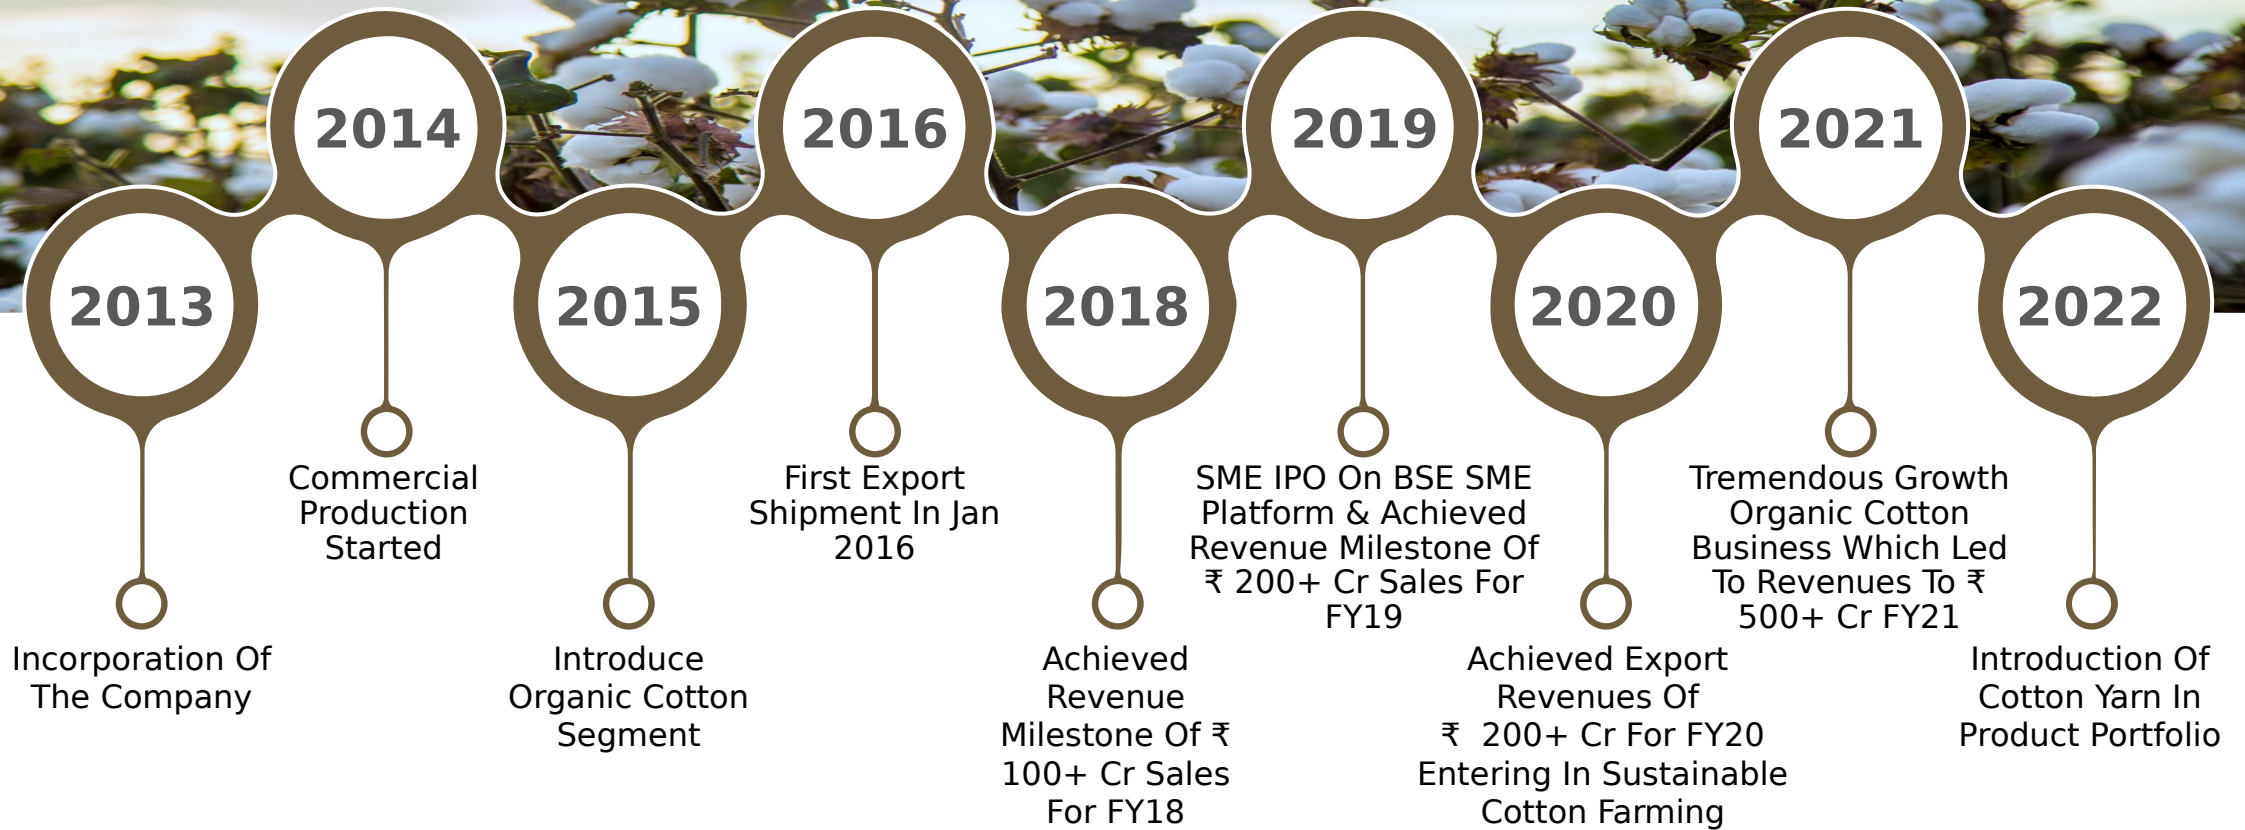 2013
Incorporation Of
The Company
2014
Commercial
Production
Started
2015
Introduce
Organic Cotton
Segment
2016
First Export
Shipment In Jan
2016
2018
Achieved
Revenue
Milestone Of ₹
100+ Cr Sales
For FY18
2019
SME IPO On BSE SME
Platform & Achieved
Revenue Milestone Of
₹ 200+ Cr Sales For
FY19
2020
Achieved Export
Revenues Of
₹  200+ Cr For FY20
Entering In Sustainable
Cotton Farming
2021
Tremendous Growth
Organic Cotton
Business Which Led
To Revenues To ₹
500+ Cr FY21
2022
Introduction Of
Cotton Yarn In
Product Portfolio